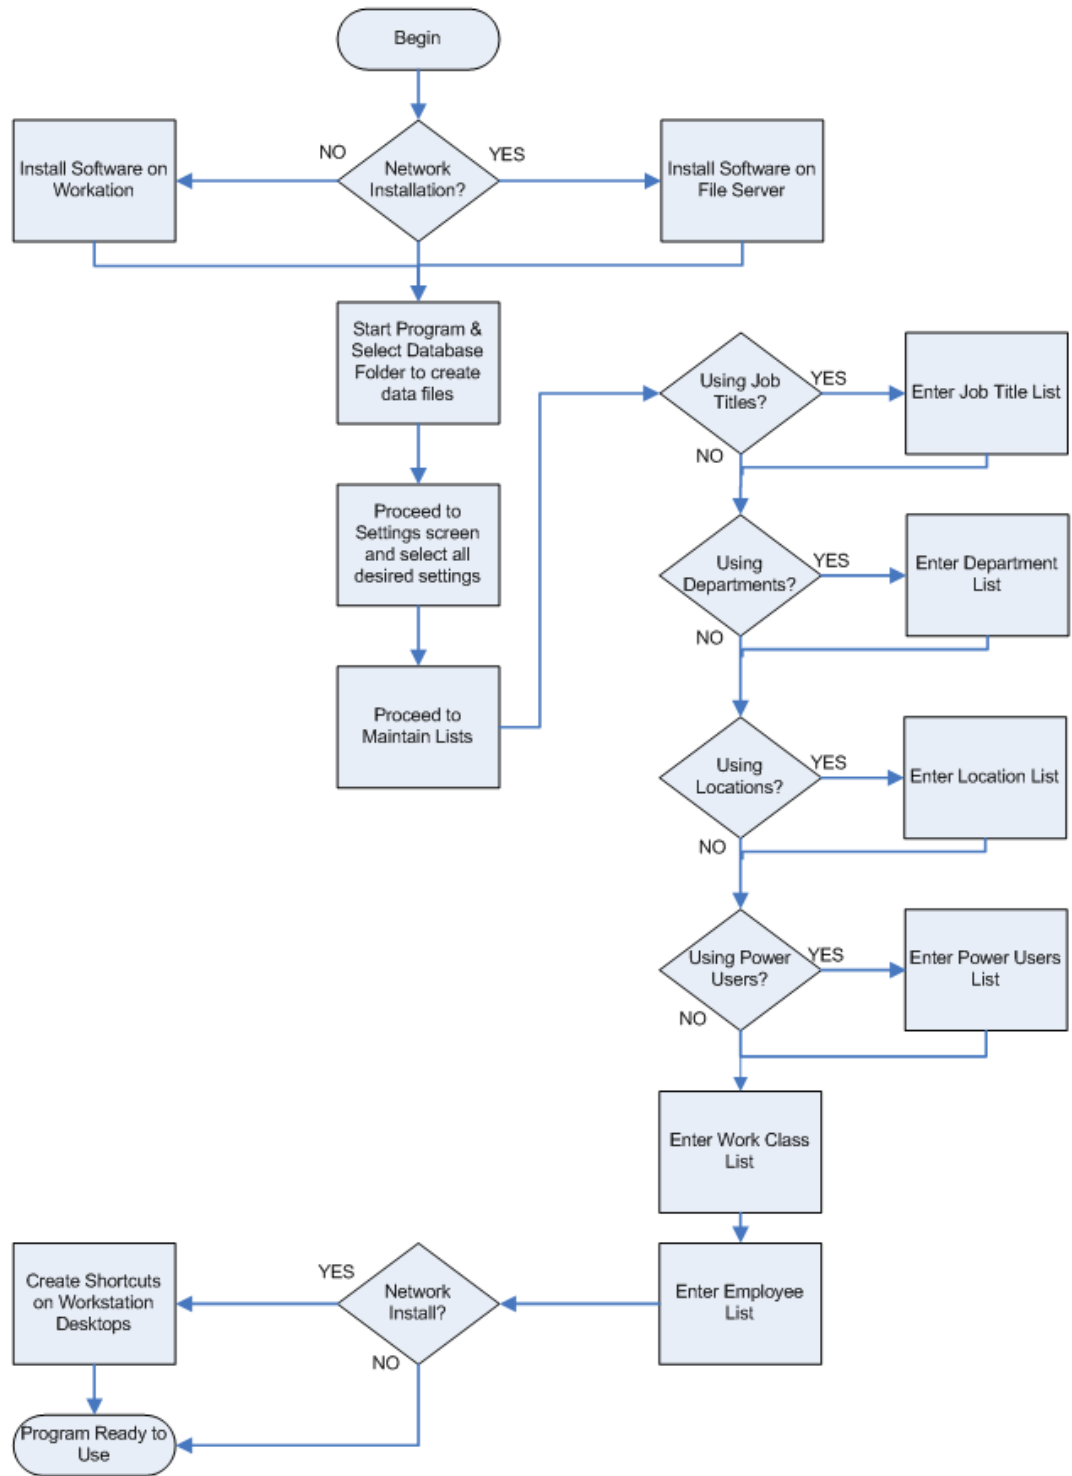 Begin
NO
YES
Network
Installation?
Install Software on
Workation
Install Software on
File Server
Start Program &
Select Database
Folder to create
data files
Proceed to
Settings screen
and select all
desired settings
Proceed to
Maintain Lists
Using Job
Titles?
YES
Enter Job Title List
NO
Using
Departments?
YES
Enter Department
List
NO
Using
Locations?
YES
Enter Location List
NO
Using Power
Users?
YES
Enter Power Users
List
NO
Enter Work Class
List
Enter Employee
List
Network
Install?
YES
Create Shortcuts
on Workstation
Desktops
NO
Program Ready to
Use